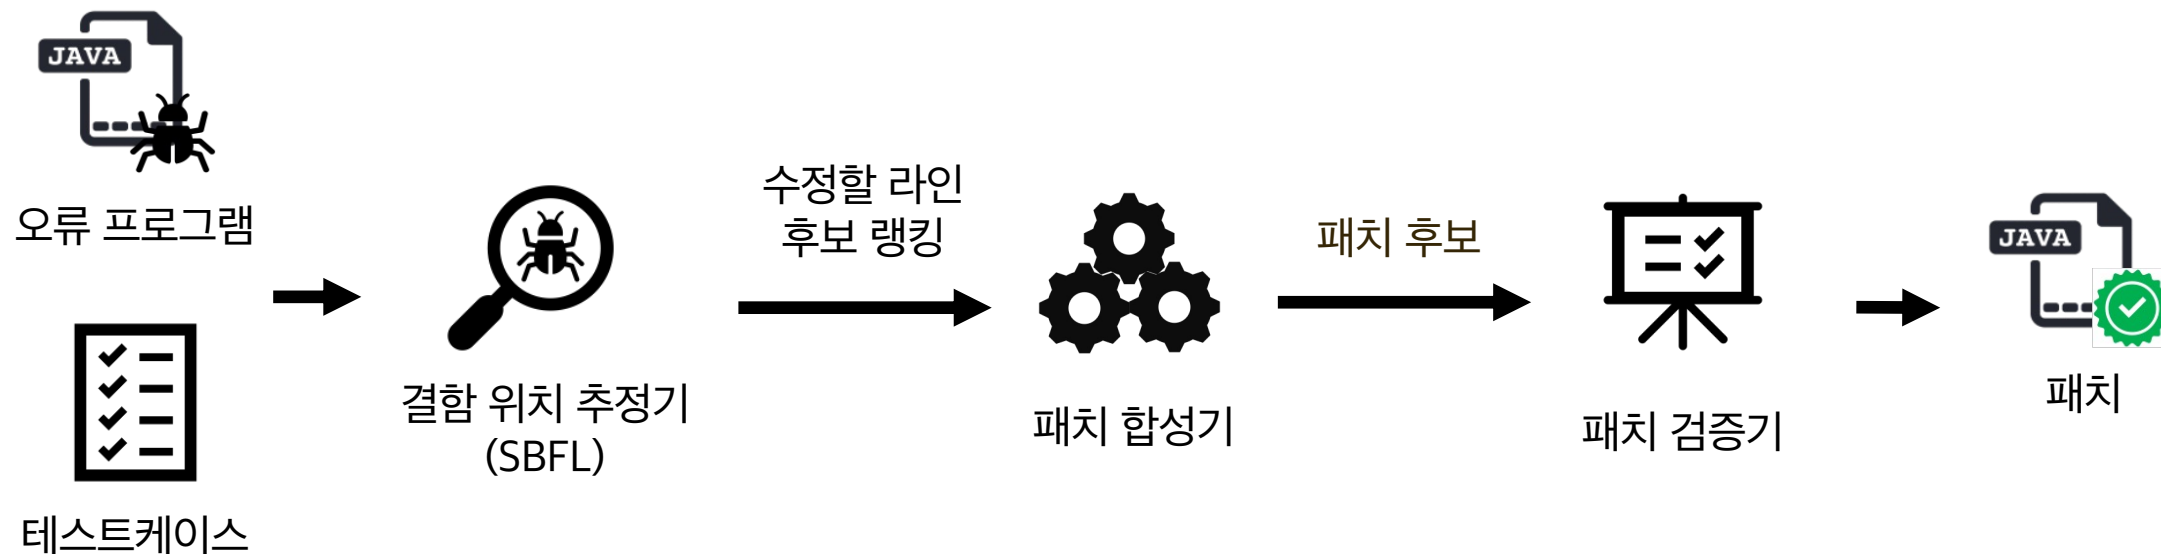 JAVA
오류 프로그램
테스트케이스
결함 위치 추정기
(SBFL)
수정할 라인
후보 랭킹
패치 합성기
패치 후보
패치 검증기
JAVA
패치